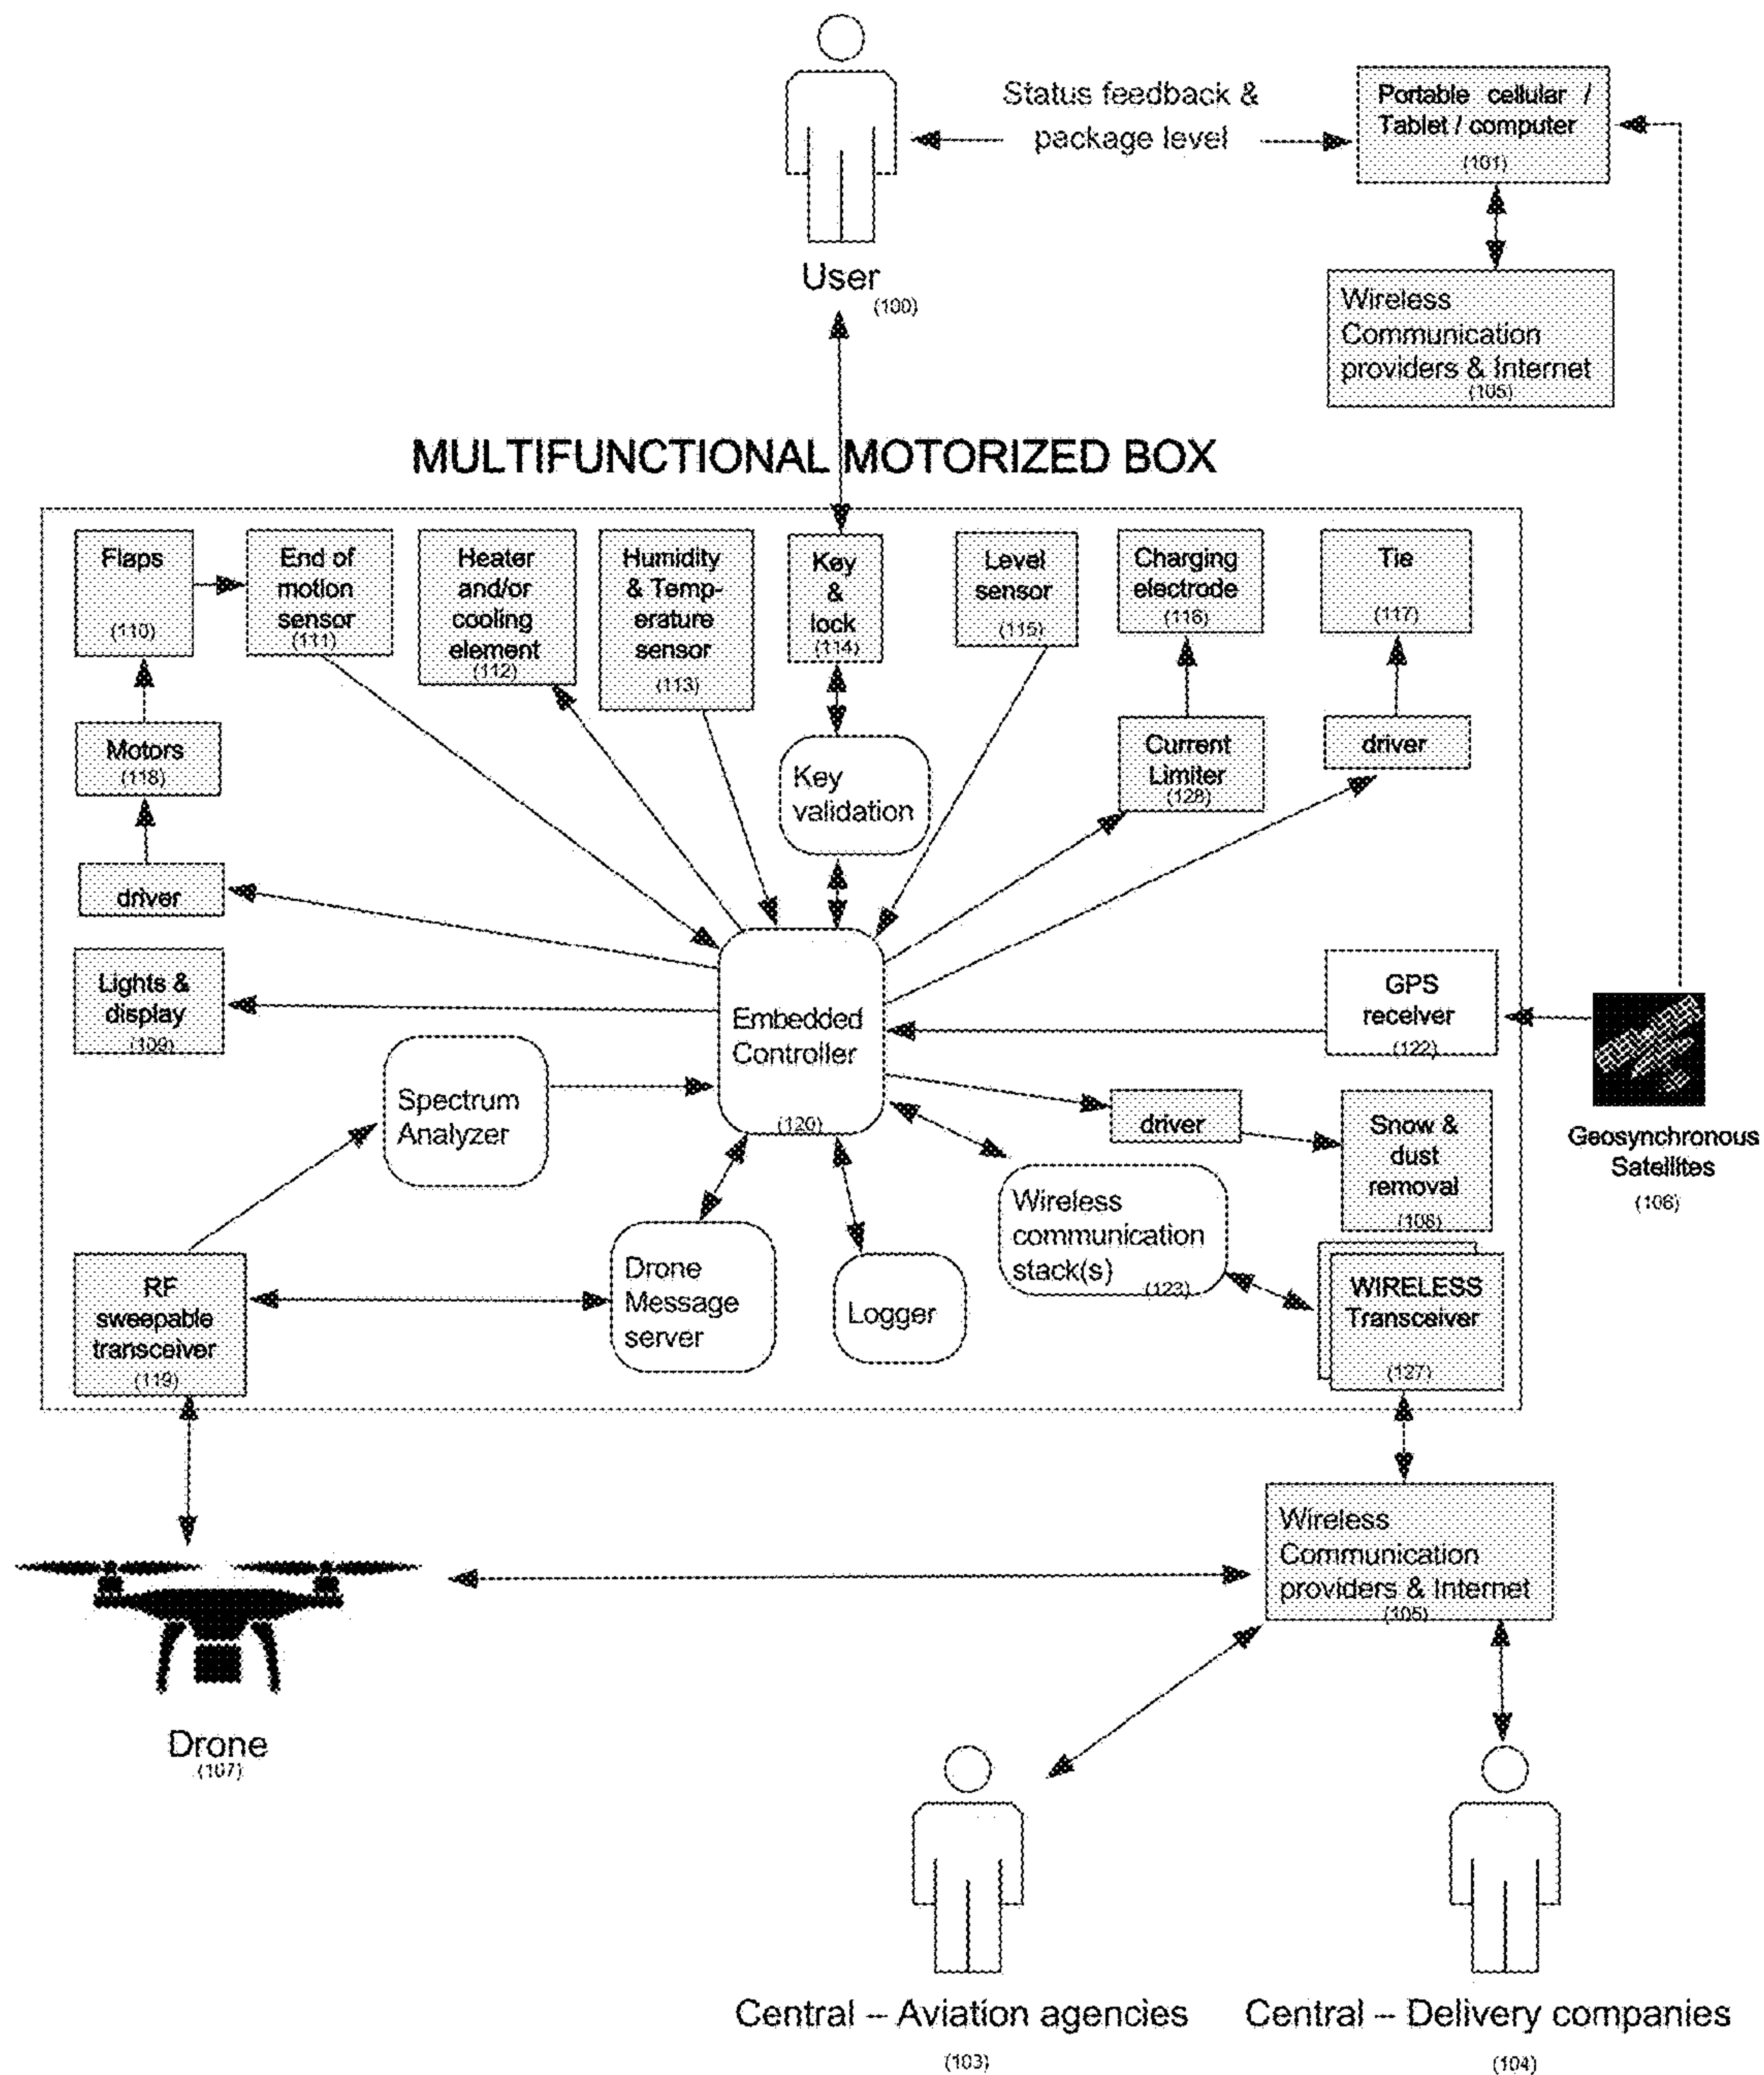 Status feedback &
package level
Portable cellular /
Tablet / computer
(101)
User
(100)
Wireless
Communication
providers & Internet
(105)
MULTIFUNCTIONAL MOTORIZED BOX
Flaps
(110)
End of
motion
sensor
(111)
Heater
and/or
cooling
element
(112)
Humidity
& Temp-
erature
sensor
(113)
Key
&
lock
(114)
Level
sensor
(115)
Charging
electrode
(116)
Tie
(117)
Motors
(118)
Key
validation
Current
Limiter
(128)
driver
driver
Lights &
display
(109)
Embedded
Controller
(120)
GPS
receiver
(122)
Geosynchronous
Satellites
(106)
Spectrum
Analyzer
driver
Snow &
dust
removal
(108)
Wireless
communication
stack(s)
(123)
RF
sweepable
transceiver
(119)
Drone
Message
server
Logger
WIRELESS
Transceiver
(127)
Wireless
Communication
providers & Internet
(105)
Drone
(107)
Central – Aviation agencies
(103)
Central – Delivery companies
(104)